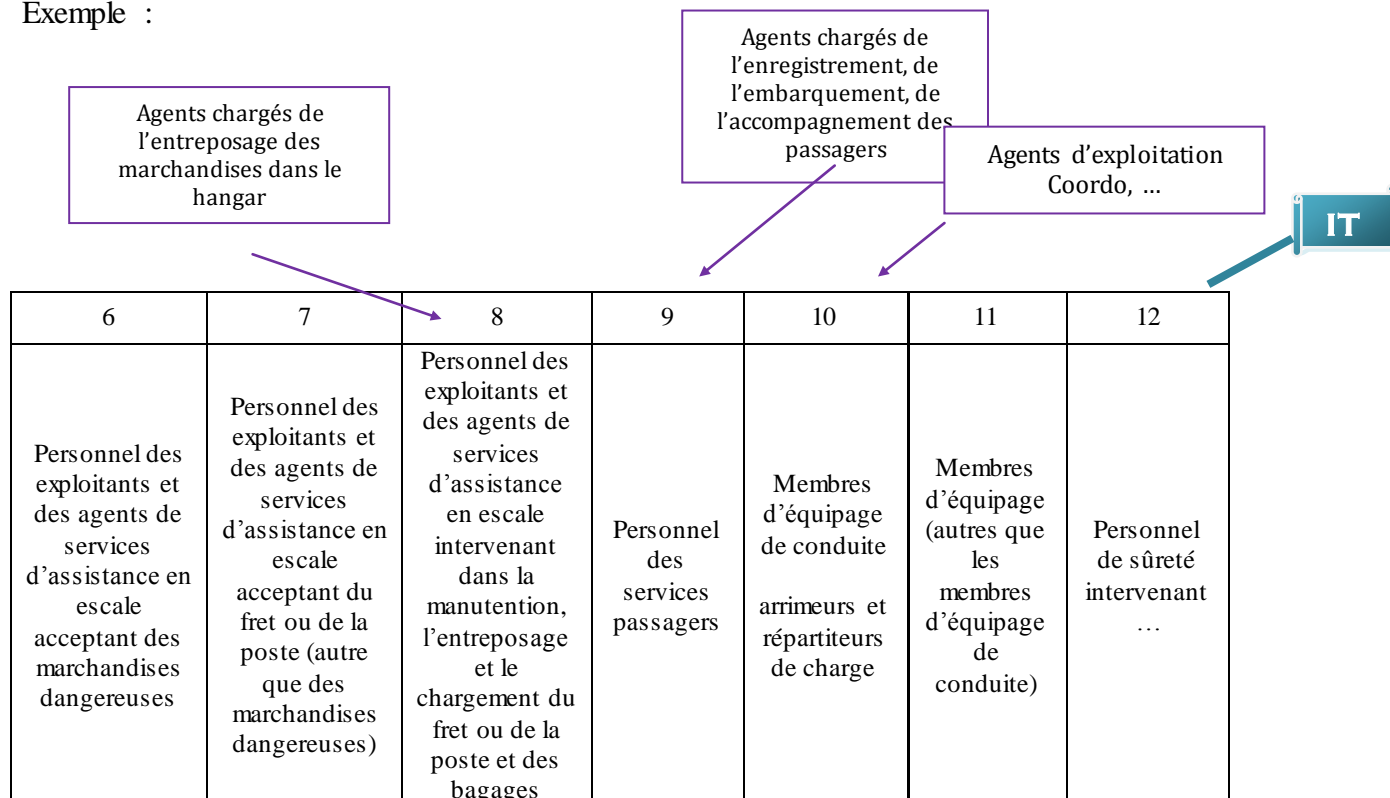 Exemple :
Agents chargés de
l’enregistrement, de
l’embarquement, de
l’accompagnement des
passagers
Agents chargés de
l’entreposage des
marchandises dans le
hangar
Agents d’exploitation
Coordo, …
IT
6
7
8
9
10
11
12
Personnel des
exploitants et
des agents de
services
d’assistance en
escale
acceptant des
marchandises
dangereuses
Personnel des
exploitants et
des agents de
services
d’assistance en
escale
acceptant du
fret ou de la
poste (autre
que des
marchandises
dangereuses)
Personnel des
exploitants et
des agents de
services
d’assistance
en escale
intervenant
dans la
manutention,
l’entreposage
et le
chargement du
fret ou de la
poste et des
bagages
Personnel
des
services
passagers
Membres
d’équipage
de conduite
arrimeurs et
répartiteurs
de charge
Membres
d’équipage
(autres que
les
membres
d’équipage
de
conduite)
Personnel
de sûreté
intervenant
…